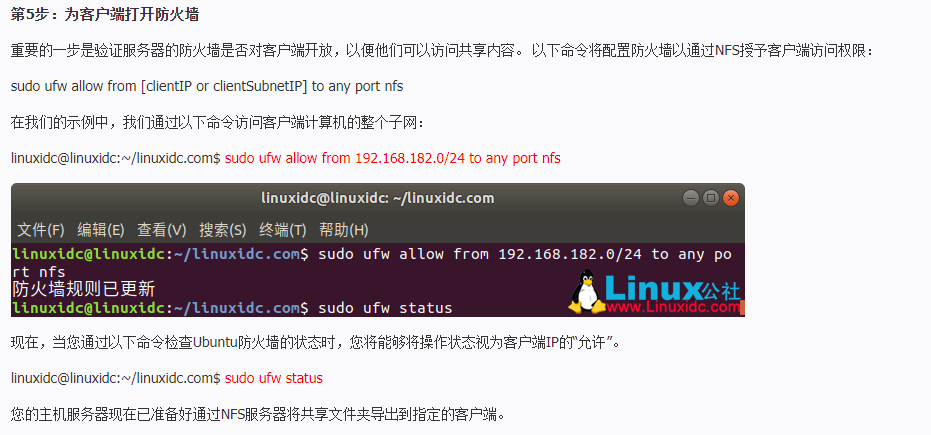 第5步：为客户端打开防火墙
重要的一步是验证服务器的防火墙是否对客户端开放，以便他们可以访问共享内容。 以下命令将配置防火墙以通过NFS授予客户端访问权限：
sudo ufw allow from [clientIP or clientSubnetIP] to any port nfs
在我们的示例中，我们通过以下命令访问客户端计算机的整个子网：
linuxidc@linuxidc:~/linuxidc.com$ sudo ufw allow from 192.168.182.0/24 to any port nfs
linuxidc@linuxidc: ~/linuxidc.com
文件(F) 编辑(E) 查看(V) 搜索(S) 终端(T) 帮助(H)
linuxidc@linuxidc:~/linuxidc.com$ sudo ufw allow from 192.168.182.0/24 to any po
rt nfs
防火墙规则已更新
linuxidc@linuxidc:~/linuxidc.com$ sudo ufw status
Linux公社
www.Linuxidc.com
现在，当您通过以下命令检查Ubuntu防火墙的状态时，您将能够将操作状态视为客户端IP的“允许”。
linuxidc@linuxidc:~/linuxidc.com$ sudo ufw status
您的主机服务器现在已准备好通过NFS服务器将共享文件夹导出到指定的客户端。